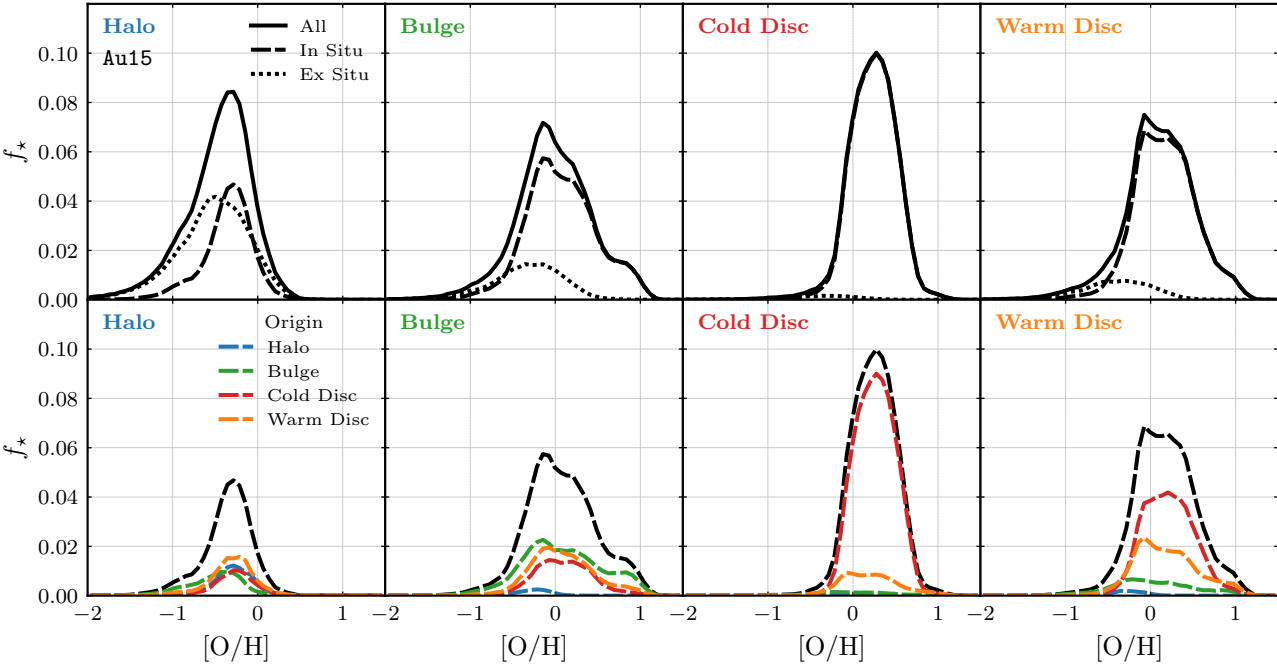 Halo
Au15
All
In Situ
Ex Situ
Bulge
Cold Disc
Warm Disc
0.10
0.08
0.06
0.04
0.02
0.00
f⋆
Halo
Origin
Halo
Bulge
Cold Disc
Warm Disc
Bulge
Cold Disc
Warm Disc
0.10
0.08
0.06
0.04
0.02
0.00
f⋆
−2 −1 0 1 −2 −1 0 1 −2 −1 0 1 −2 −1 0 1
[O/H] [O/H] [O/H] [O/H]